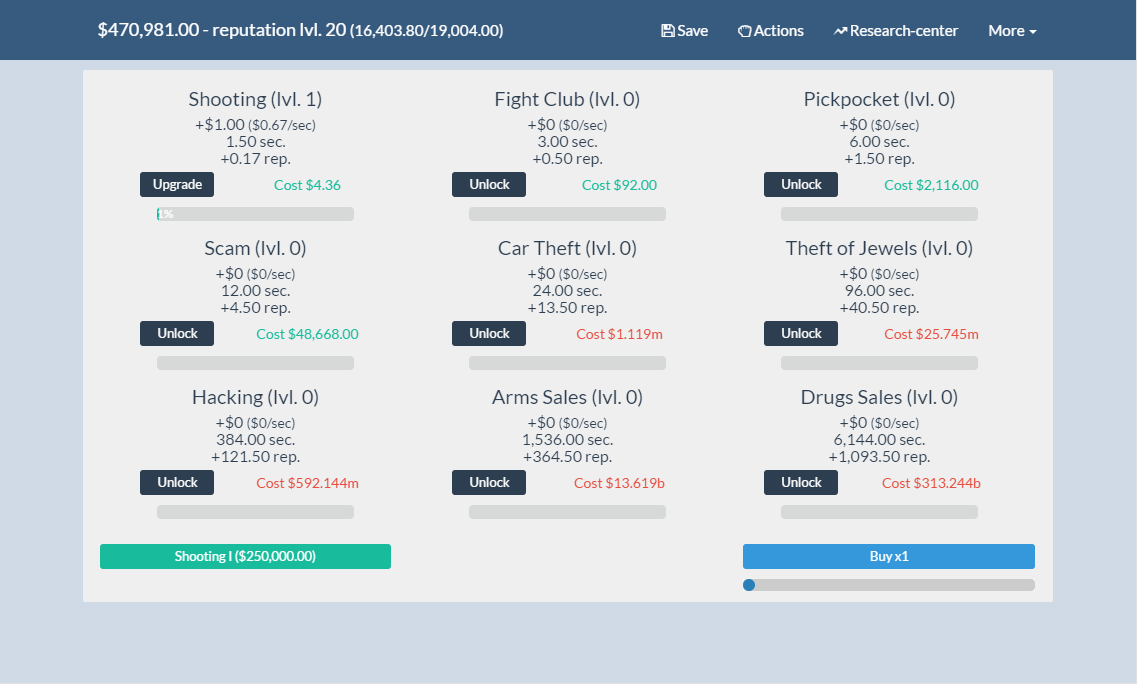 $470,981.00 - reputation lvl. 20 (16,403.80/19,004.00) Save Actions Research-center More
Shooting (lvl. 1)
+$1.00 ($0.67/sec)
1.50 sec.
+0.17 rep.
Upgrade Cost $4.36
1%
Fight Club (lvl. 0)
+$0 ($0/sec)
3.00 sec.
+0.50 rep.
Unlock Cost $92.00
Pickpocket (lvl. 0)
+$0 ($0/sec)
6.00 sec.
+1.50 rep.
Unlock Cost $2,116.00
Scam (lvl. 0)
+$0 ($0/sec)
12.00 sec.
+4.50 rep.
Unlock Cost $48,668.00
Car Theft (lvl. 0)
+$0 ($0/sec)
24.00 sec.
+13.50 rep.
Unlock Cost $1.119m
Theft of Jewels (lvl. 0)
+$0 ($0/sec)
96.00 sec.
+40.50 rep.
Unlock Cost $25.745m
Hacking (lvl. 0)
+$0 ($0/sec)
384.00 sec.
+121.50 rep.
Unlock Cost $592.144m
Arms Sales (lvl. 0)
+$0 ($0/sec)
1,536.00 sec.
+364.50 rep.
Unlock Cost $13.619b
Drugs Sales (lvl. 0)
+$0 ($0/sec)
6,144.00 sec.
+1,093.50 rep.
Unlock Cost $313.244b
Shooting I ($250,000.00)
Buy x1